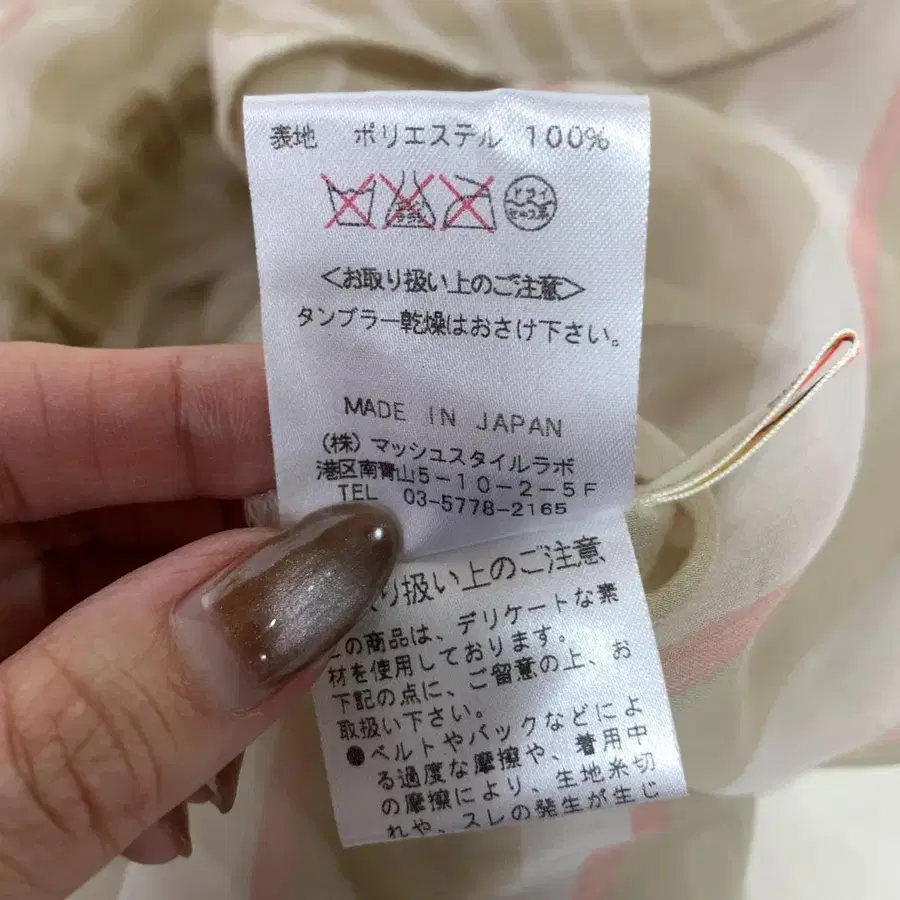 表地 ポリエステル 100%
ドライ
セキユ系
<お取り扱い上のご注意>
タンブラー乾燥はおさけ下さい。
MADE IN JAPAN
(株)マッシュスタイルラボ
港区南青山5-10-2-5F
TEL 03-5778-2165
り扱い上のご注意
この商品は、デリケートな素
材を使用しております。
下記の点に、ご留意の上、お
取扱い下さい。
●ベルトやバックなどによ
る過度な摩擦や、着用中
の摩擦により、生地糸切
れや、スレの発生が生じ